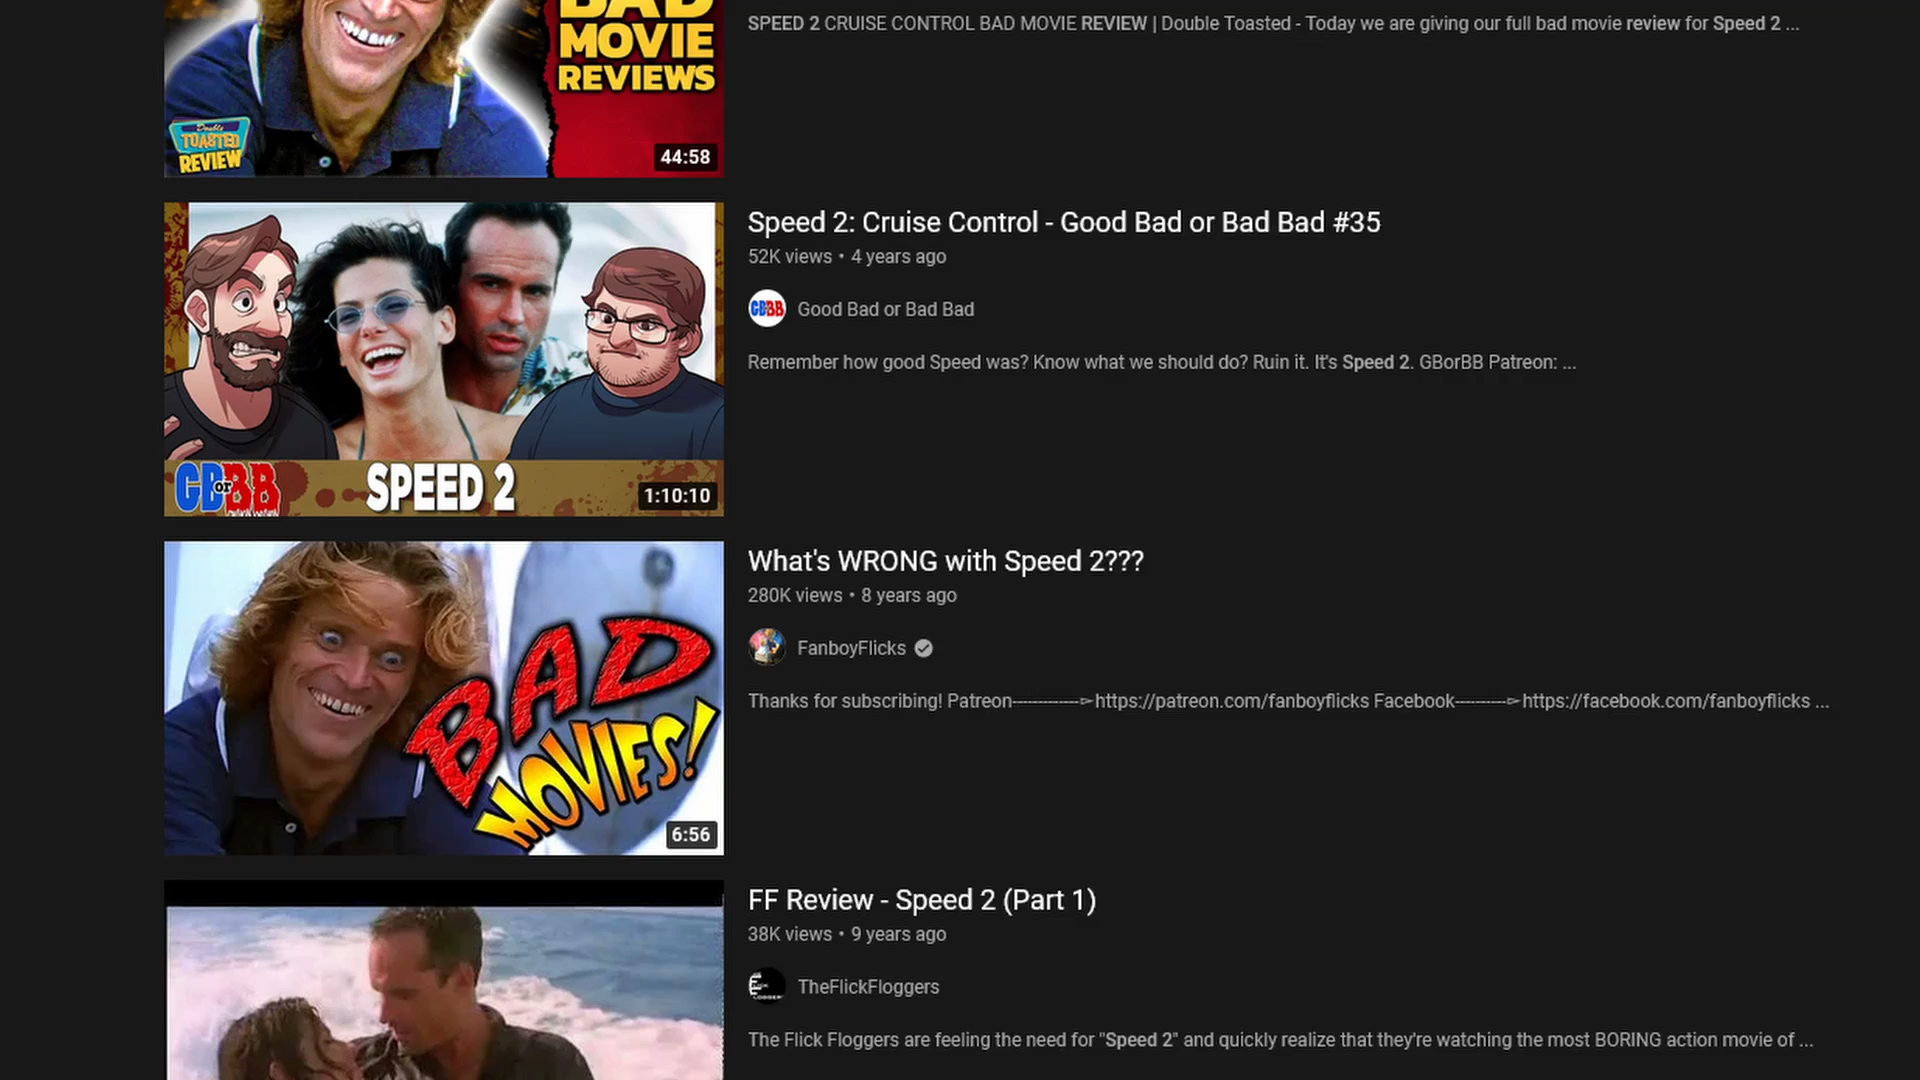 BAD
MOVIE
REVIEWS
Double
TOASTED
REVIEW
44:58
SPEED 2 CRUISE CONTROL BAD MOVIE REVIEW | Double Toasted - Today we are giving our full bad movie review for Speed 2 ...
GB or BB
SPEED 2
1:10:10
Speed 2: Cruise Control - Good Bad or Bad Bad #35
52K views • 4 years ago
GBBB
Good Bad or Bad Bad
Remember how good Speed was? Know what we should do? Ruin it. It's Speed 2. GBorBB Patreon: ...
BAD
MOVIES!
6:56
What's WRONG with Speed 2???
280K views • 8 years ago
FanboyFlicks
Thanks for subscribing! Patreon--------------►https://patreon.com/fanboyflicks Facebook-----------►https://facebook.com/fanboyflicks ...
FF Review - Speed 2 (Part 1)
38K views • 9 years ago
TheFlickFloggers
The Flick Floggers are feeling the need for "Speed 2" and quickly realize that they're watching the most BORING action movie of ...